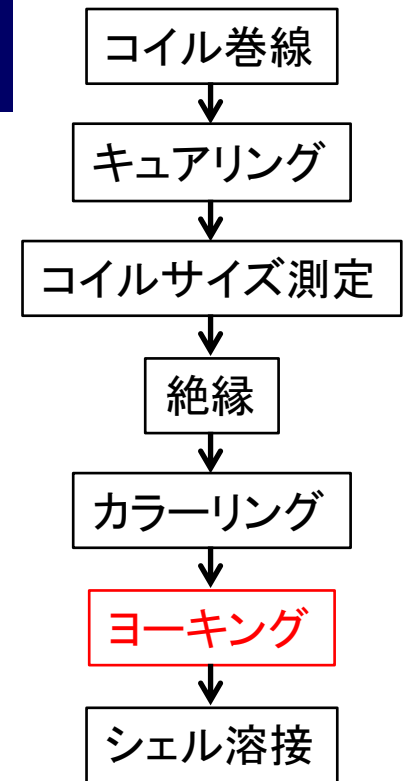 コイル巻線
キュアリング
コイルサイズ測定
絶縁
カラーリング
ヨーキング
シェル溶接